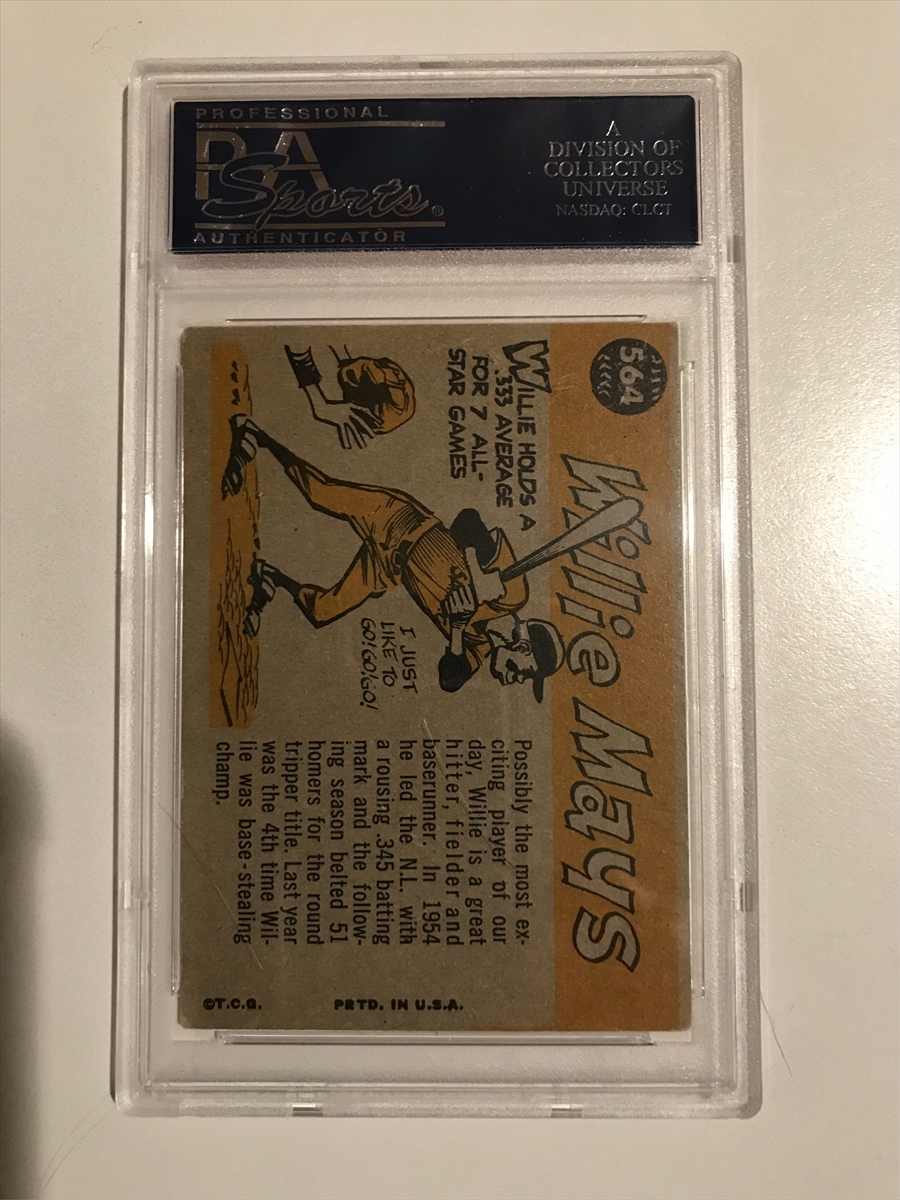 PROFESSIONAL
PSA
Sports®
AUTHENTICATOR
A
DIVISION OF
COLLECTORS
UNIVERSE
NASDAQ: CLCT
564
Willie Mays
WILLIE HOLDS A
.333 AVERAGE
FOR 7 ALL-
STAR GAMES
I JUST
LIKE TO
GO! GO! GO!
Possibly the most ex-
citing player of our
day, Willie is a great
hitter, fielder and
baserunner. In 1954
he led the N.L. with
a rousing .345 batting
mark and the follow-
ing season belted 51
homers for the round
tripper title. Last year
was the 4th time Wil-
lie was base-stealing
champ.
©T.C.G.
PRTD. IN U.S.A.